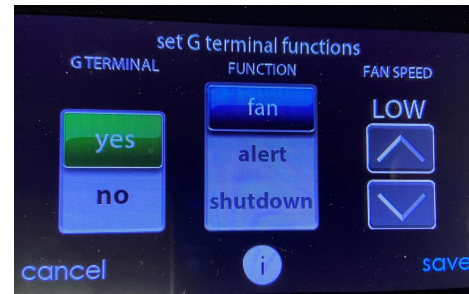 set G terminal functions
G TERMINAL
FUNCTION
FAN SPEED
yes
no
fan
alert
shutdown
LOW
cancel
i
save